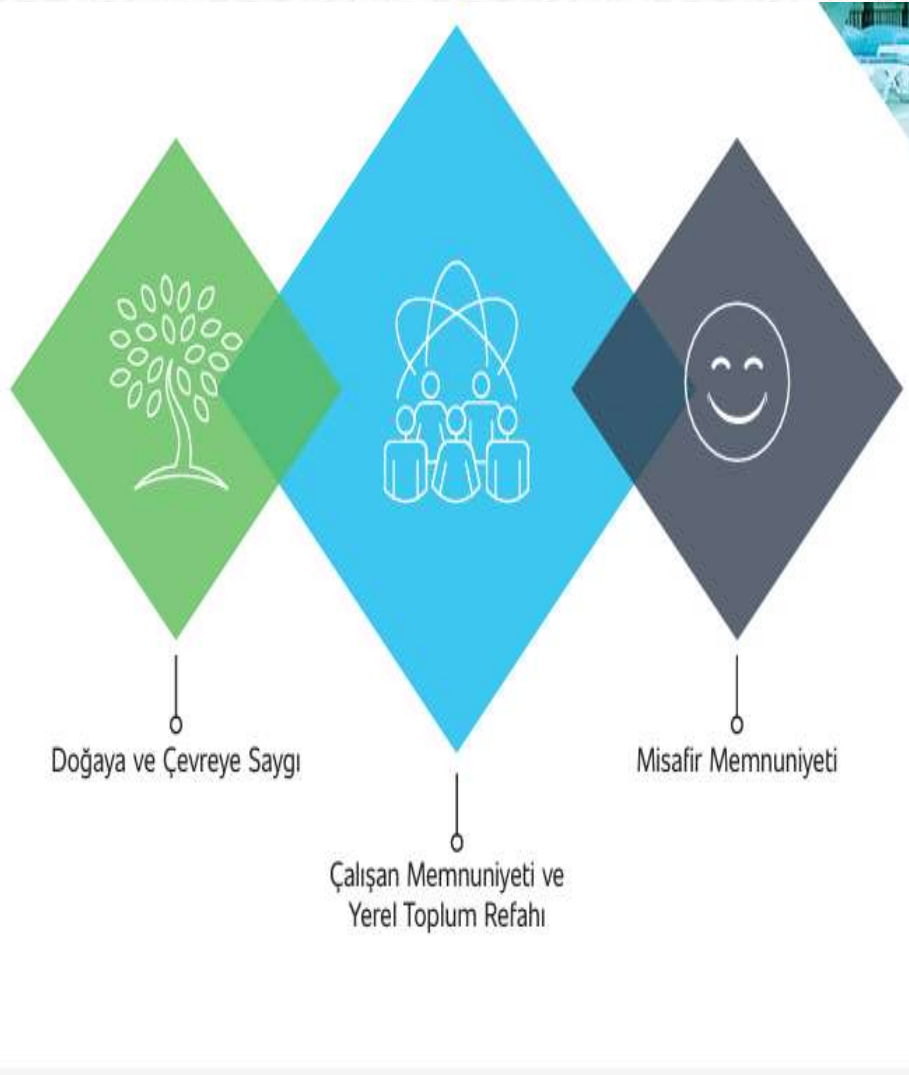 Doğaya ve Çevreye Saygı
Misafir Memnuniyeti
Çalışan Memnuniyeti ve
Yerel Toplum Refahı